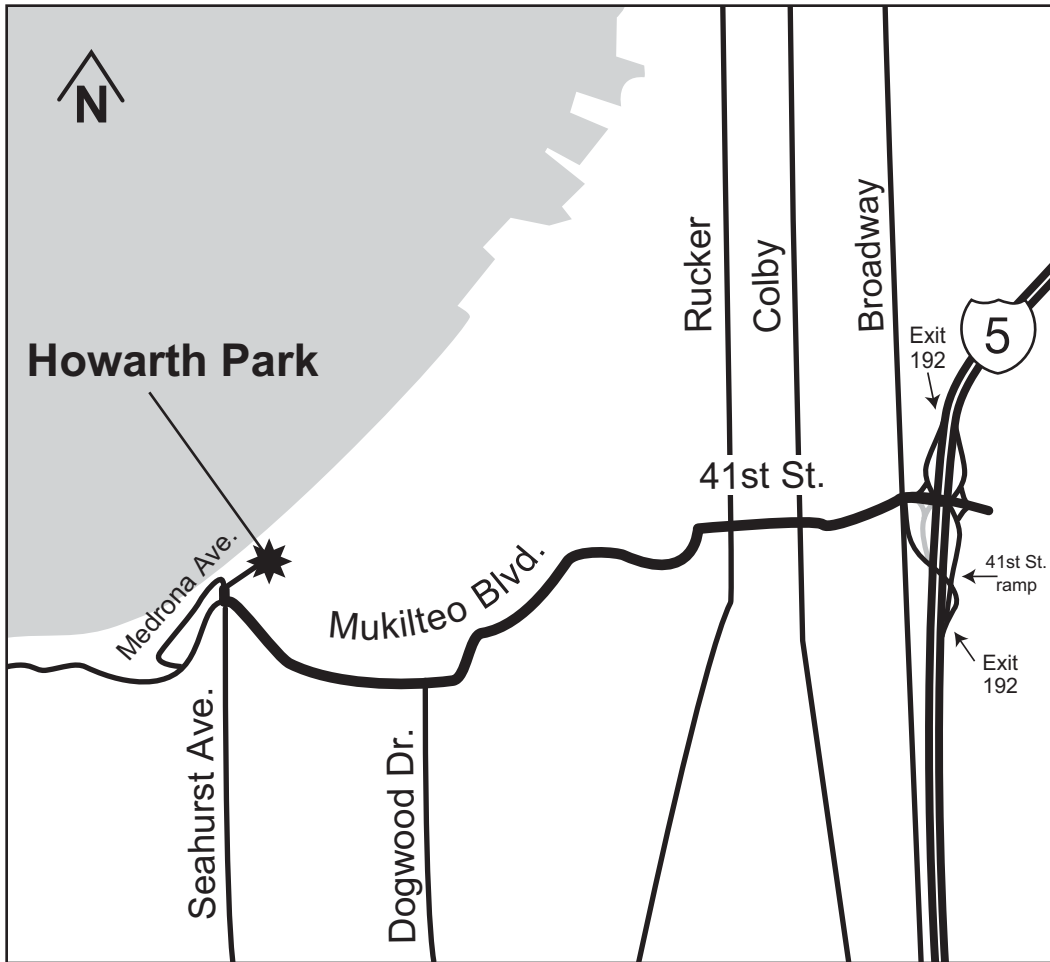 N
Rucker
Colby
Broadway
5
Exit
192
Howarth Park
41st St.
Medrona Ave.
Mukilteo Blvd.
41st St.
ramp
Exit
192
Seahurst Ave.
Dogwood Dr.